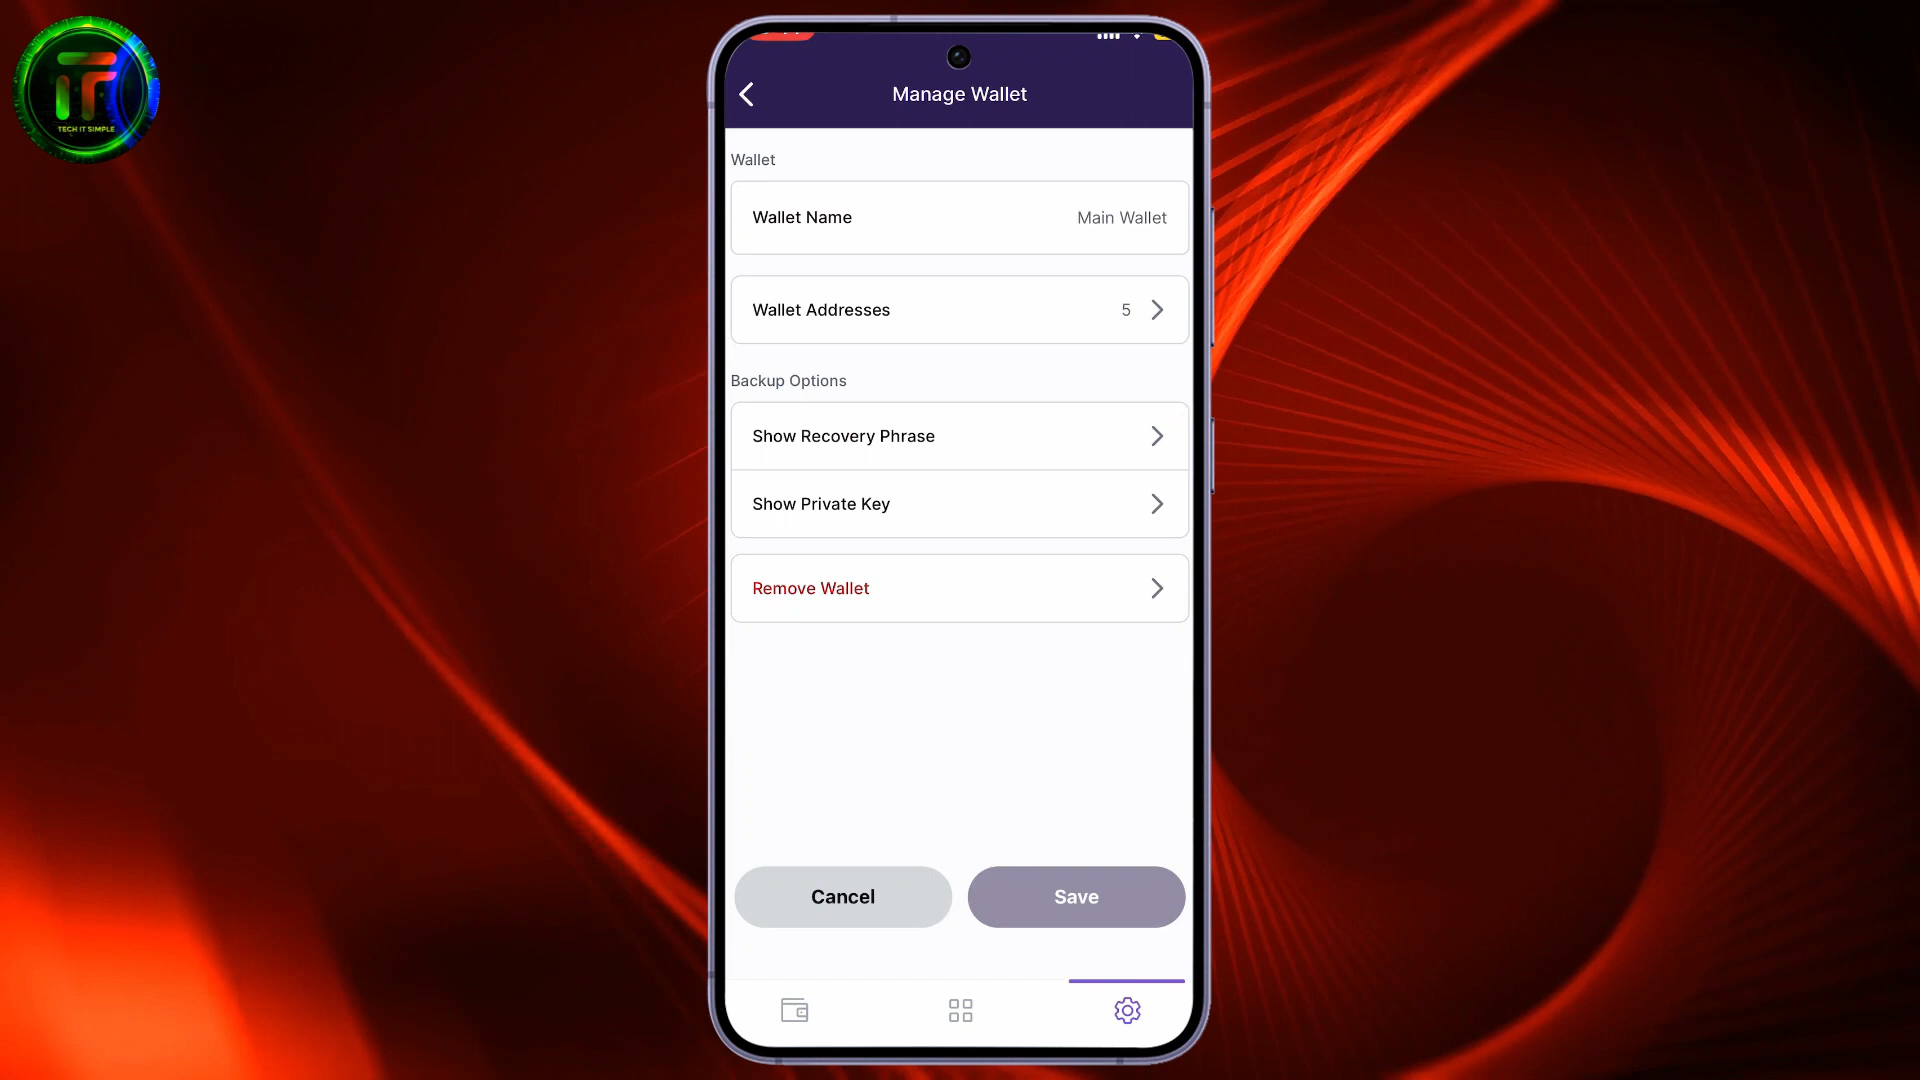 TECH IT SIMPLE
Manage Wallet
Wallet
Wallet Name Main Wallet
Wallet Addresses 5
Backup Options
Show Recovery Phrase
Show Private Key
Remove Wallet
Cancel Save